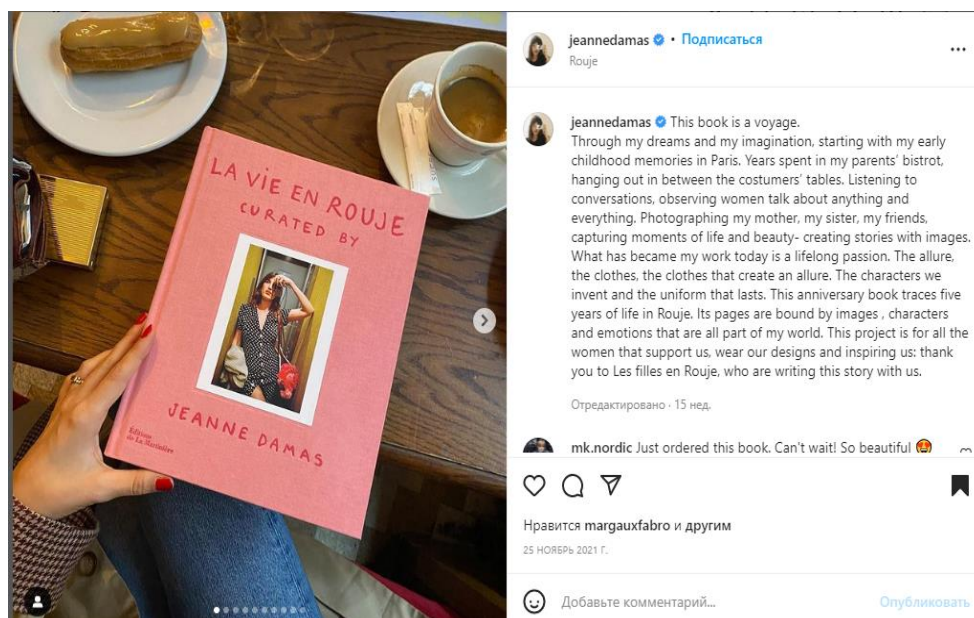 LA VIE EN ROUJE
CURATED BY
JEANNE DAMAS
Éditions
de La Martinière
jeannedamas • Подписаться
Rouje
jeannedamas This book is a voyage.
Through my dreams and my imagination, starting with my early
childhood memories in Paris. Years spent in my parents' bistrot,
hanging out in between the costumers' tables. Listening to
conversations, observing women talk about anything and
everything. Photographing my mother, my sister, my friends,
capturing moments of life and beauty- creating stories with images.
What has became my work today is a lifelong passion. The allure,
the clothes, the clothes that create an allure. The characters we
invent and the uniform that lasts. This anniversary book traces five
years of life in Rouje. Its pages are bound by images , characters
and emotions that are all part of my world. This project is for all the
women that support us, wear our designs and inspiring us: thank
you to Les filles en Rouje, who are writing this story with us.
Отредактировано · 15 нед.
mk.nordic Just ordered this book. Can't wait! So beautiful 🤩
Нравится margauxfabro и другим
25 НОЯБРЬ 2021 Г.
Добавьте комментарий...
Опубликовать